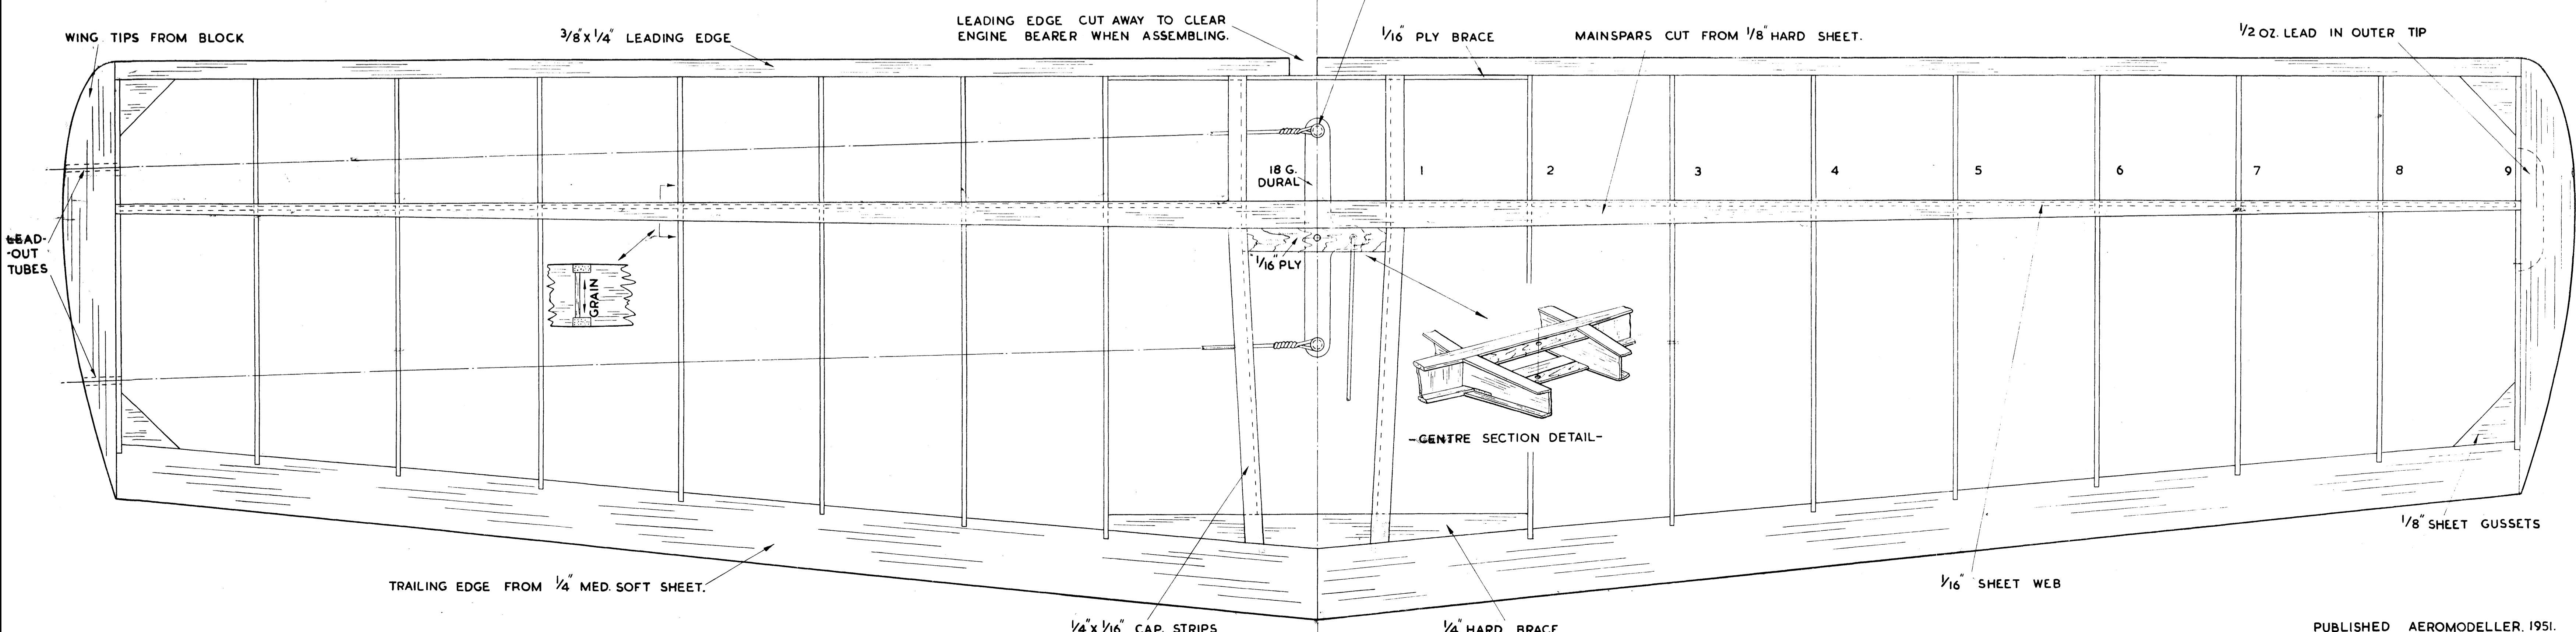 WING TIPS FROM BLOCK
3/8"X 1/4" LEADING EDGE
LEADING EDGE CUT AWAY TO CLEAR
ENGINE BEARER WHEN ASSEMBLING.
1/16" PLY BRACE
MAINSPARS CUT FROM 1/8" HARD SHEET.
1/2 OZ. LEAD IN OUTER TIP
18 G.
DURAL
1 2 3 4 5 6 7 8 9
LEAD-
-OUT
TUBES
1/16" PLY
GRAIN
-CENTRE SECTION DETAIL-
1/8" SHEET GUSSETS
TRAILING EDGE FROM 1/4" MED. SOFT SHEET.
1/16" SHEET WEB
1/4"X 1/16" CAP. STRIPS
1/4" HARD BRACE
PUBLISHED AEROMODELLER, 1951.